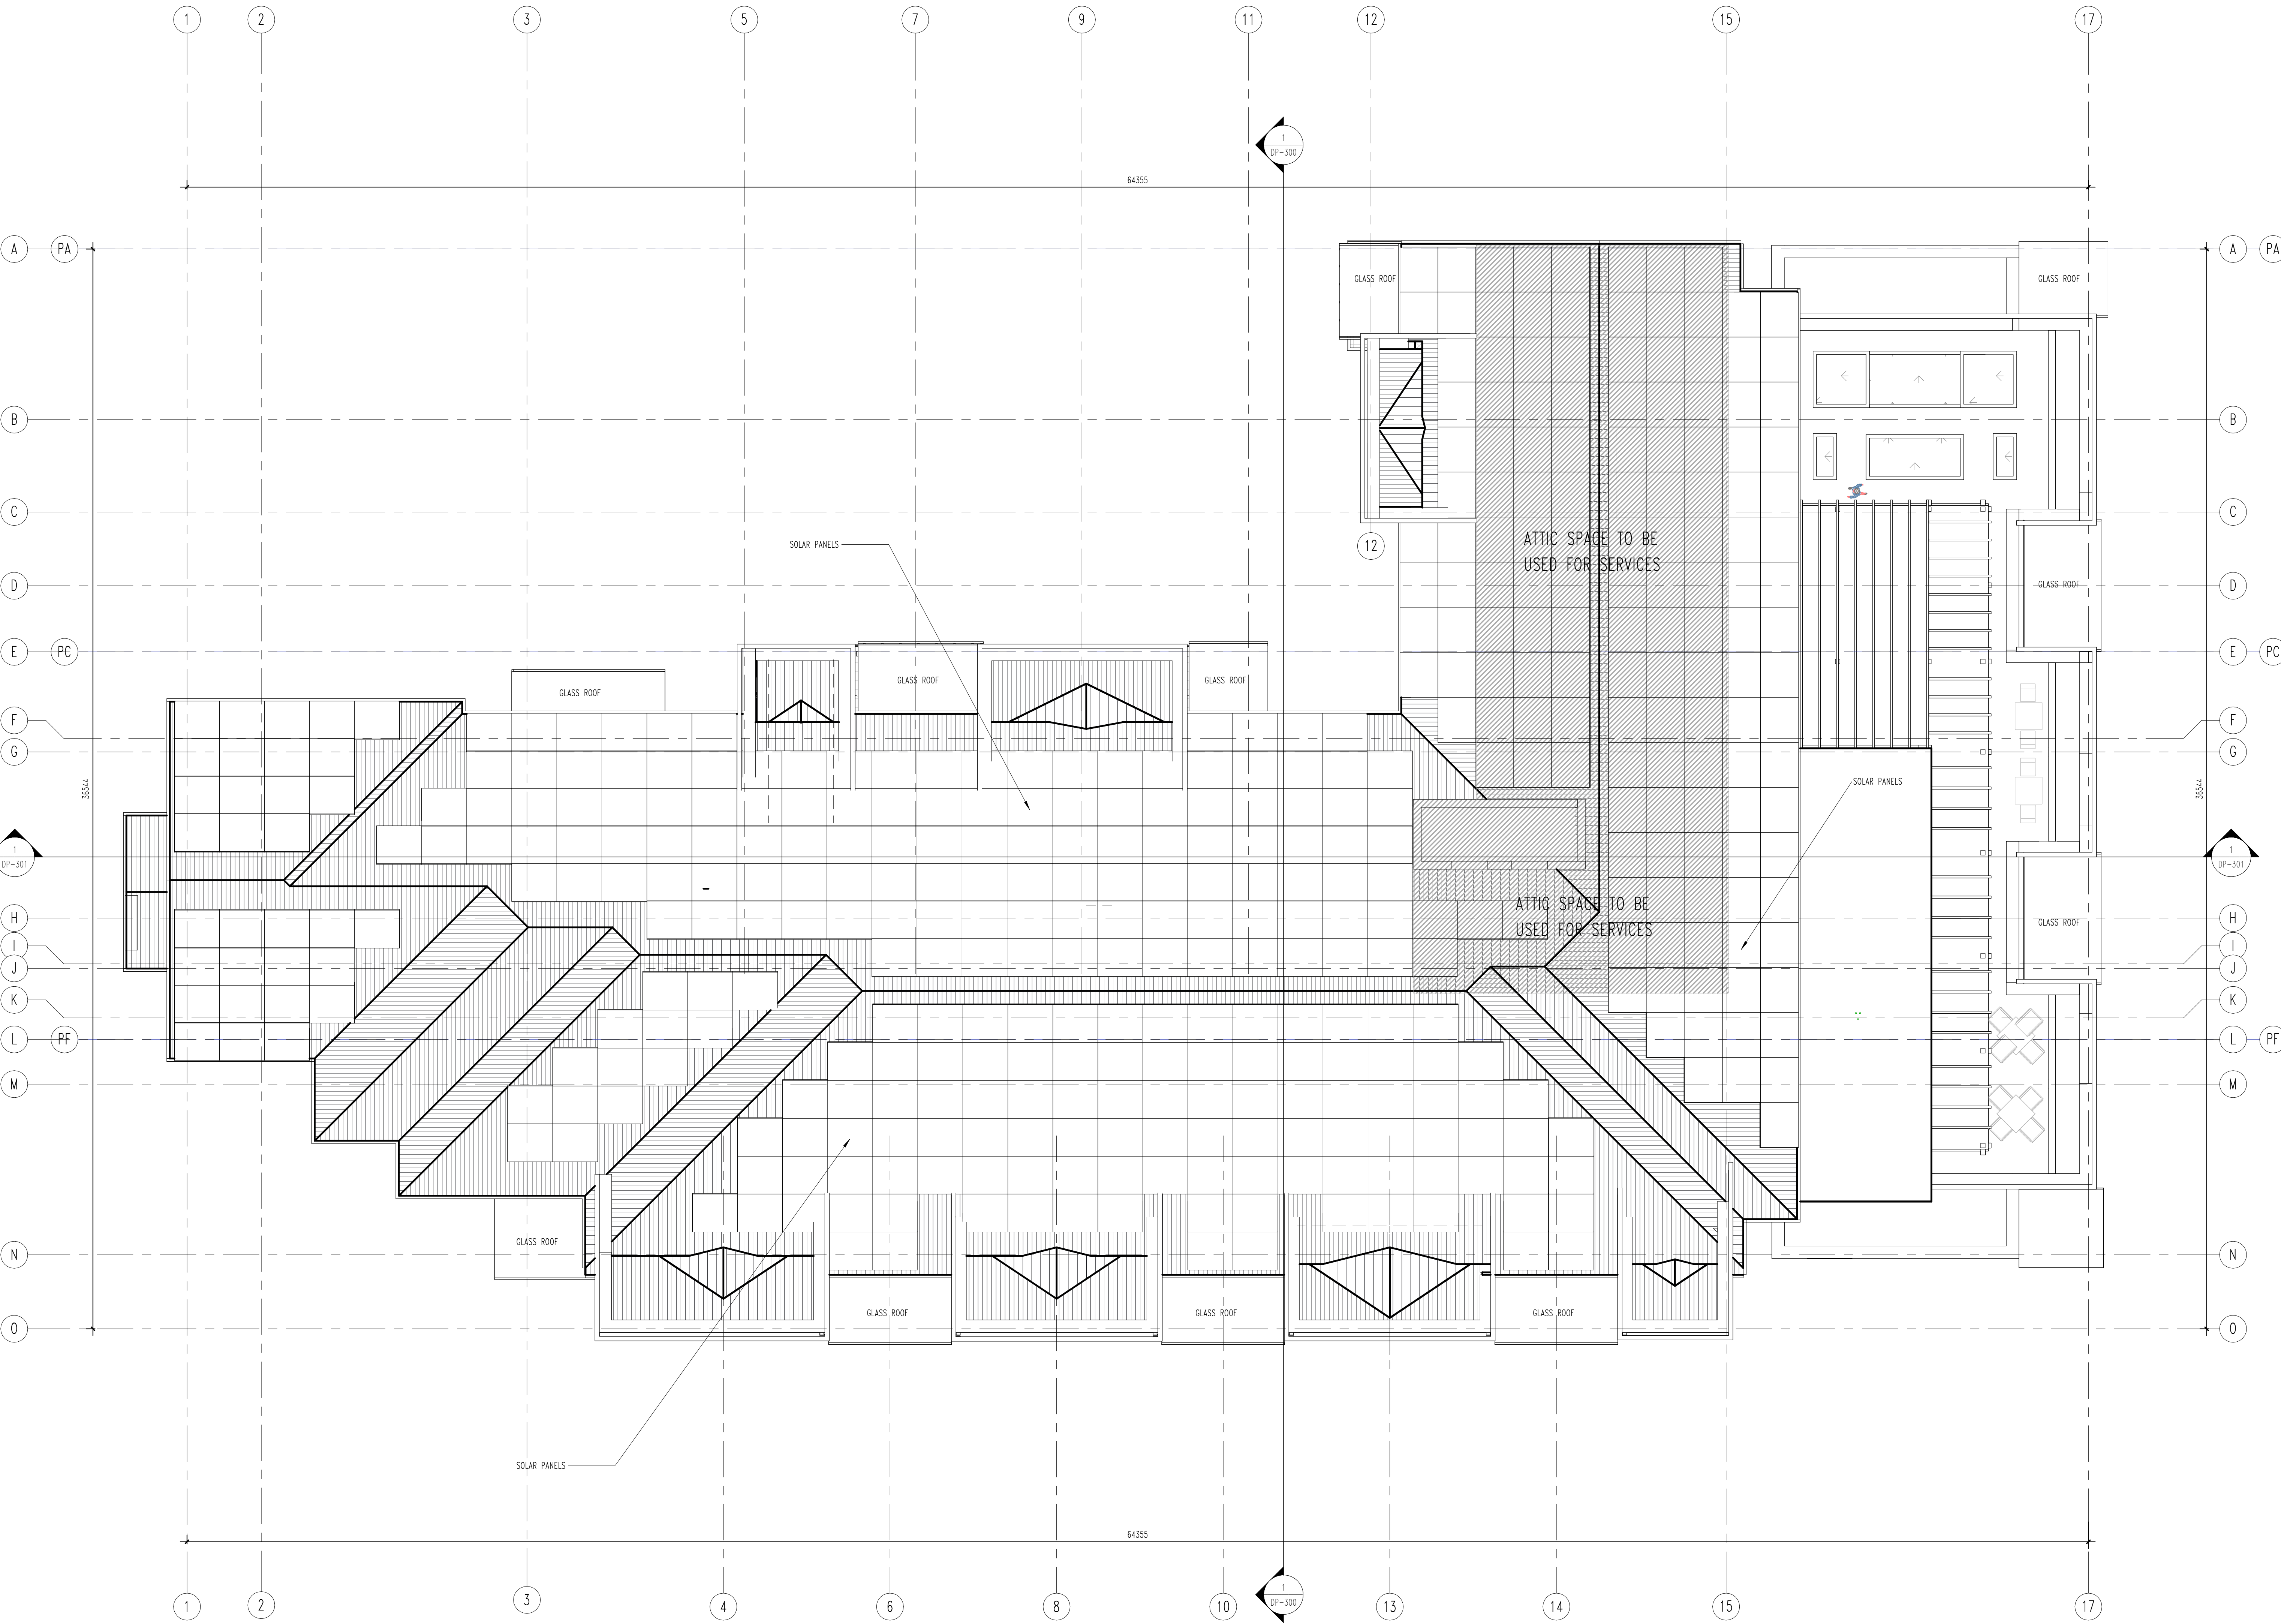 1 2 3 5 7 9 11 12 15 17
1
DP-300
64355
A PA A PA
GLASS ROOF GLASS ROOF
B B
C C
SOLAR PANELS
ATTIC SPACE TO BE
USED FOR SERVICES
12
D GLASS ROOF D
E PC E PC
GLASS ROOF GLASS ROOF GLASS ROOF
F F
G G
36544 SOLAR PANELS 36544
1
DP-301
1
DP-301
ATTIC SPACE TO BE
USED FOR SERVICES
H GLASS ROOF H
I I
J J
K K
L PF L PF
M M
GLASS ROOF
N N
GLASS ROOF GLASS ROOF GLASS ROOF
O O
SOLAR PANELS
64355
1
DP-300
1 2 3 4 6 8 10 13 14 15 17